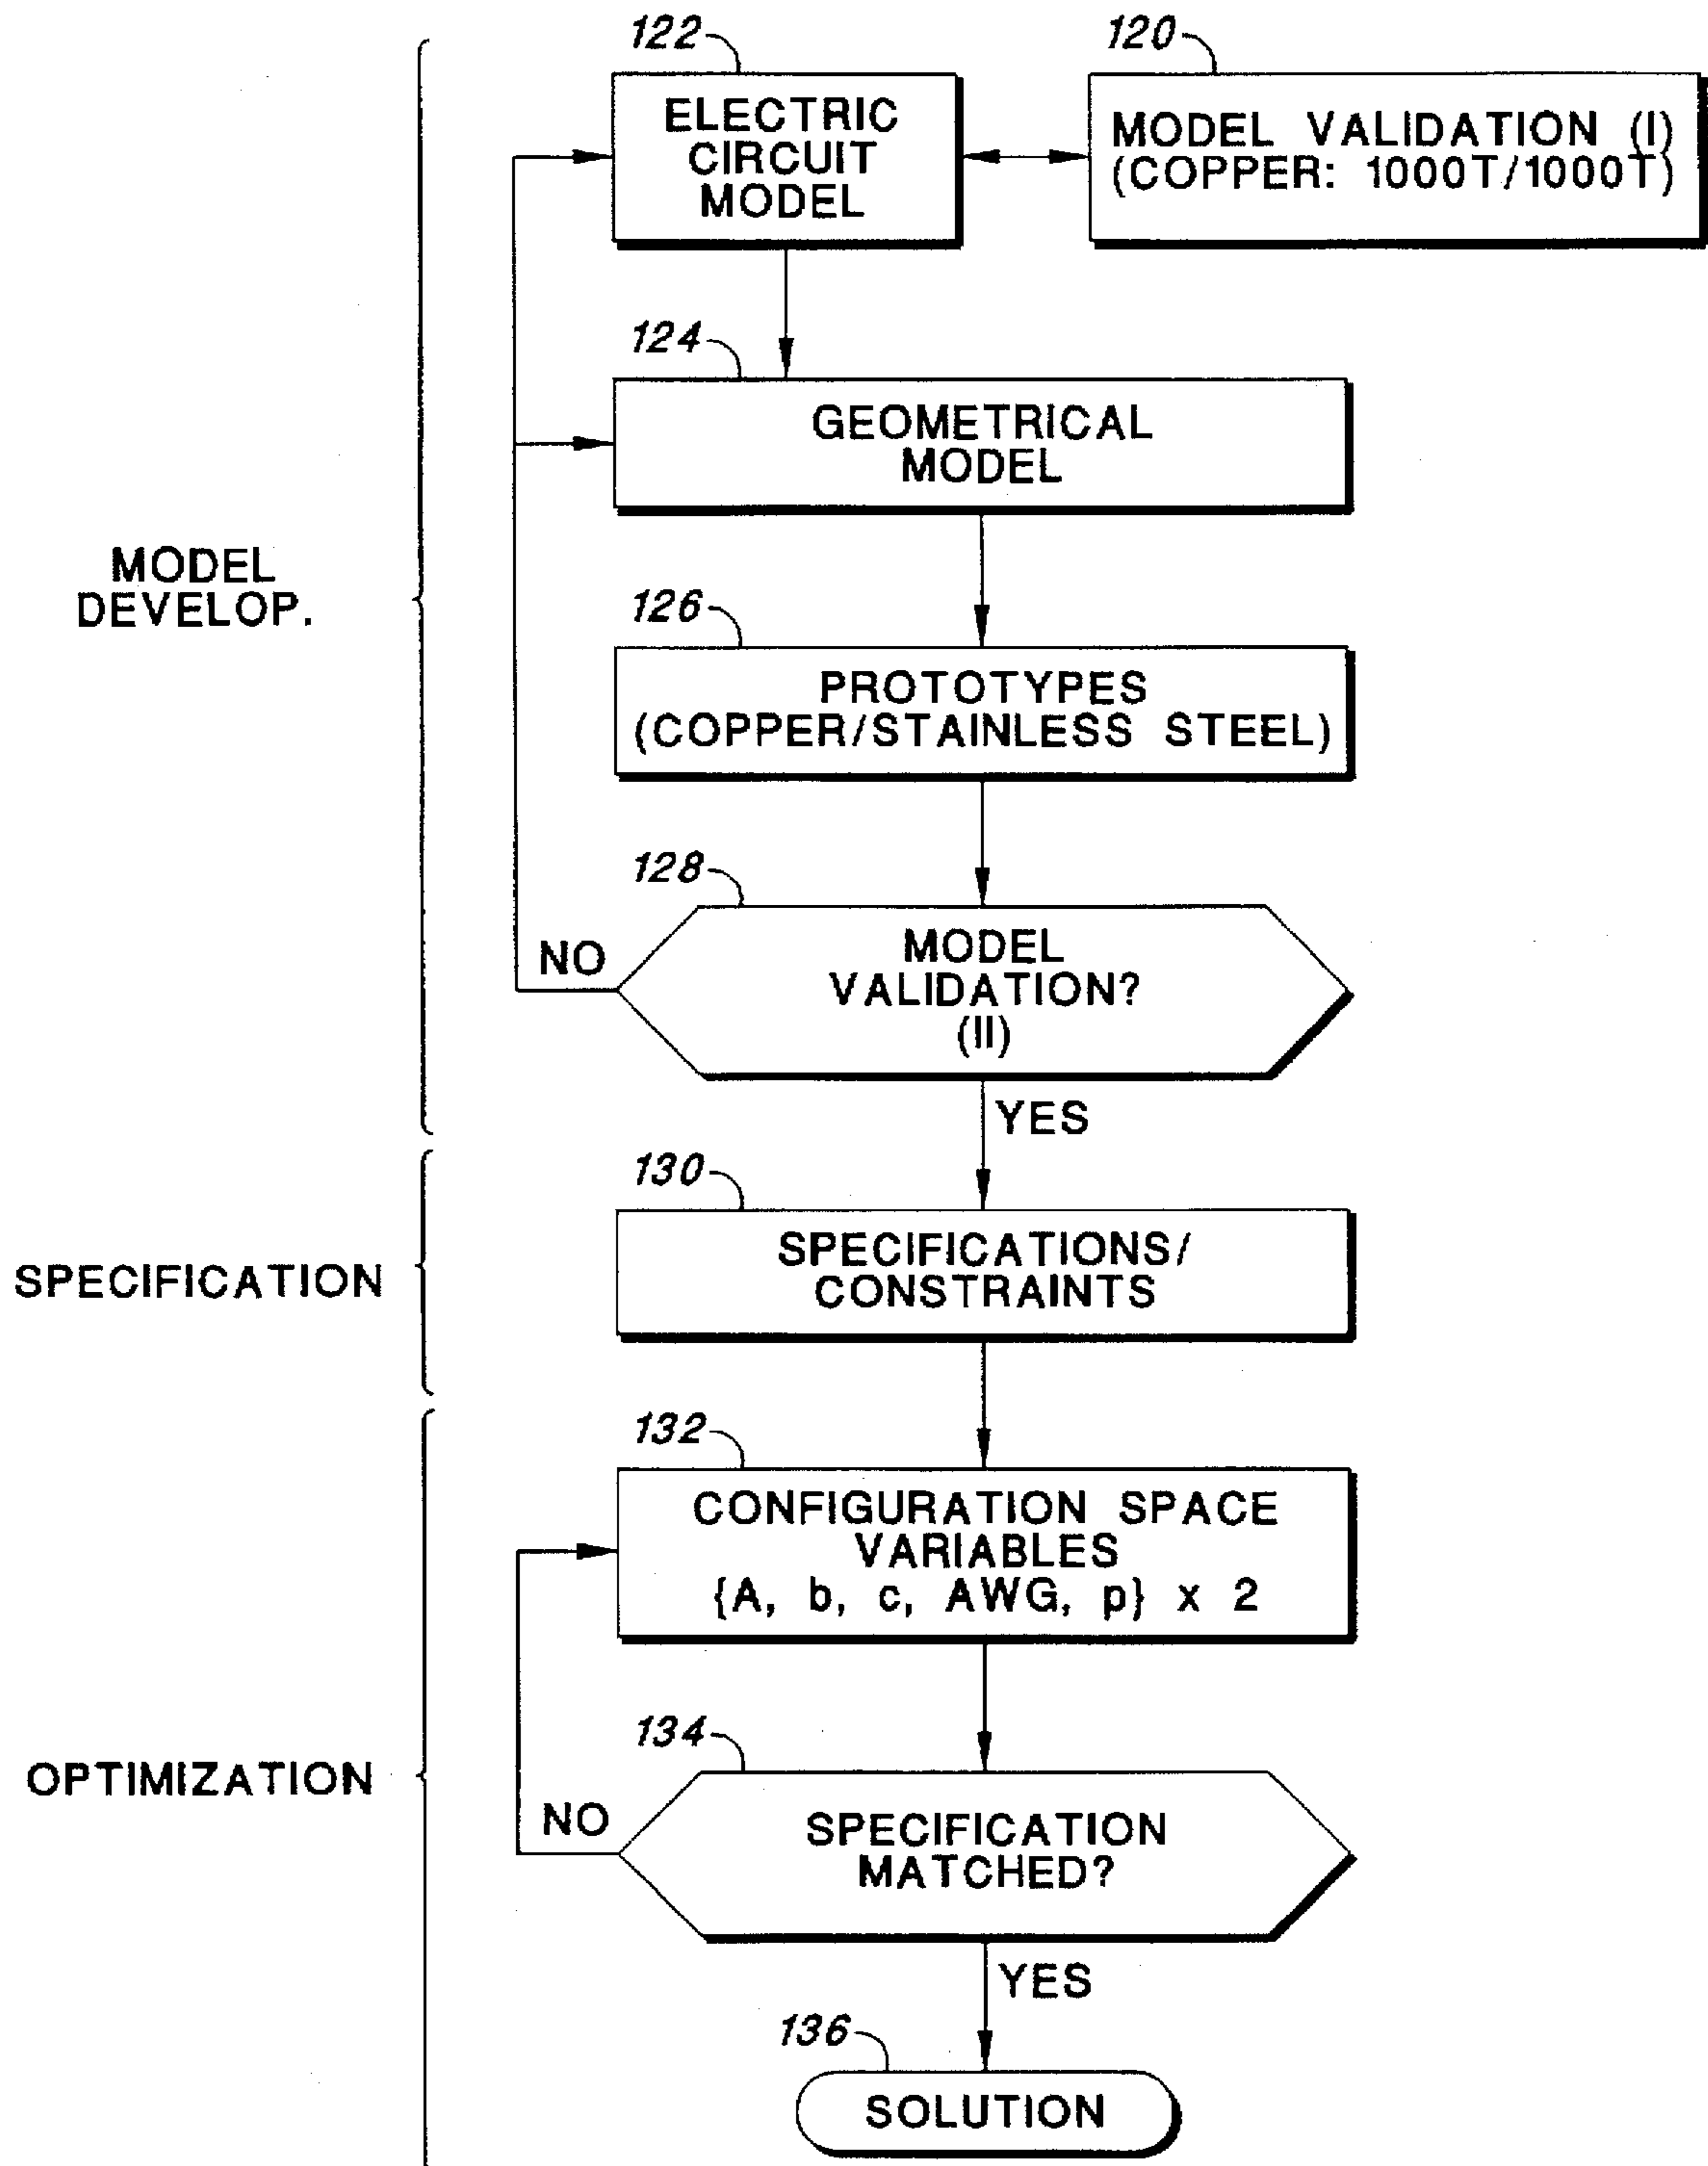 122
120
ELECTRIC
CIRCUIT
MODEL
MODEL VALIDATION (I)
(COPPER: 1000T/1000T)
124
GEOMETRICAL
MODEL
MODEL
DEVELOP.
126
PROTOTYPES
(COPPER/STAINLESS STEEL)
128
NO
MODEL
VALIDATION?
(II)
YES
130
SPECIFICATION
SPECIFICATIONS/
CONSTRAINTS
132
CONFIGURATION SPACE
VARIABLES
{A, b, c, AWG, p} x 2
134
OPTIMIZATION
NO
SPECIFICATION
MATCHED?
YES
136
SOLUTION